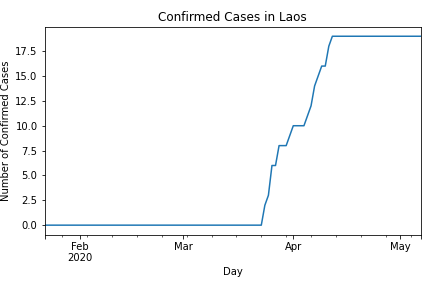 Confirmed Cases in Laos
Number of Confirmed Cases
17.5
15.0
12.5
10.0
7.5
5.0
2.5
0.0
Feb
2020
Mar
Apr
May
Day